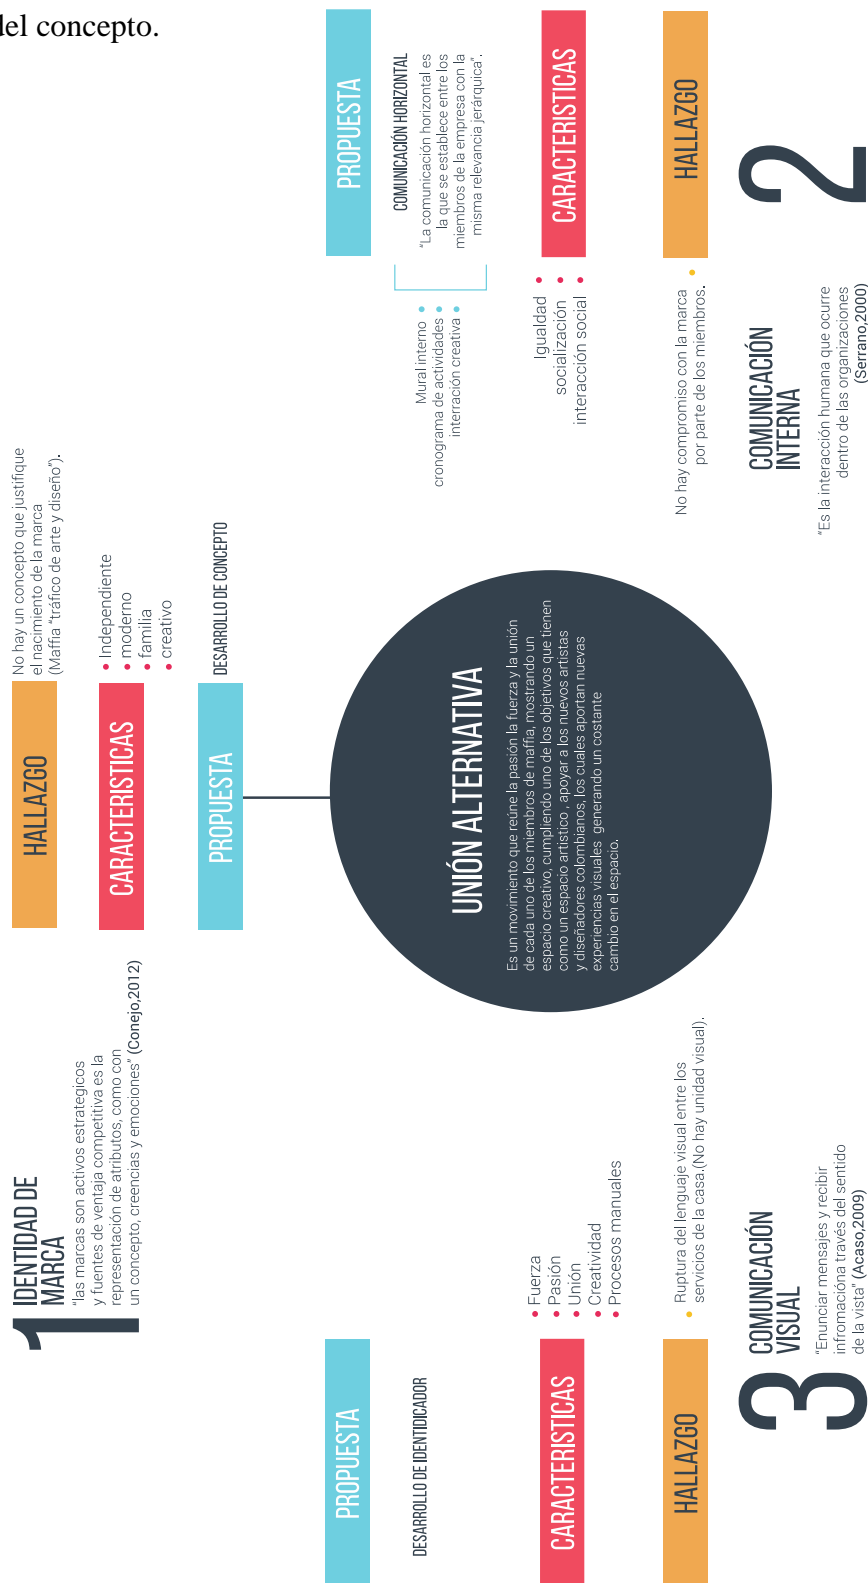 del concepto.
1
IDENTIDAD DE
MARCA
"las marcas son activos estrategicos
y fuentes de ventaja competitiva es la
representación de atributos, como con
un concepto, creencias y emociones" (Conejo,2012)
HALLAZGO
No hay un concepto que justifique
el nacimiento de la marca
(Maffia "tráfico de arte y diseño").
CARACTERISTICAS
• Independiente
• moderno
• familia
• creativo
PROPUESTA
DESARROLLO DE CONCEPTO
UNIÓN ALTERNATIVA
Es un movimiento que reúne la pasión la fuerza y la unión
de cada uno de los miembros de maffia, mostrando un
espacio creativo, cumpliendo uno de los objetivos que tienen
como un espacio artistico , apoyar a los nuevos artistas
y diseñadores colombianos, los cuales aportan nuevas
experiencias visuales generando un costante
cambio en el espacio.
PROPUESTA
COMUNICACIÓN HORIZONTAL
"La comunicación horizontal es
la que se establece entre los
miembros de la empresa con la
misma relevancia jerárquica".
Mural interno •
cronograma de actividades •
interración creativa •
CARACTERISTICAS
Igualdad •
socialización •
interacción social •
HALLAZGO
No hay compromiso con la marca •
por parte de los miembros.
2
COMUNICACIÓN
INTERNA
"Es la interacción humana que ocurre
dentro de las organizaciones
(Serrano,2000)
PROPUESTA
DESARROLLO DE IDENTIDICADOR
CARACTERISTICAS
• Fuerza
• Pasión
• Unión
• Creatividad
• Procesos manuales
HALLAZGO
• Ruptura del lenguaje visual entre los
servicios de la casa.(No hay unidad visual).
3
COMUNICACIÓN
VISUAL
"Enunciar mensajes y recibir
infromacióna través del sentido
de la vista" (Acaso,2009)